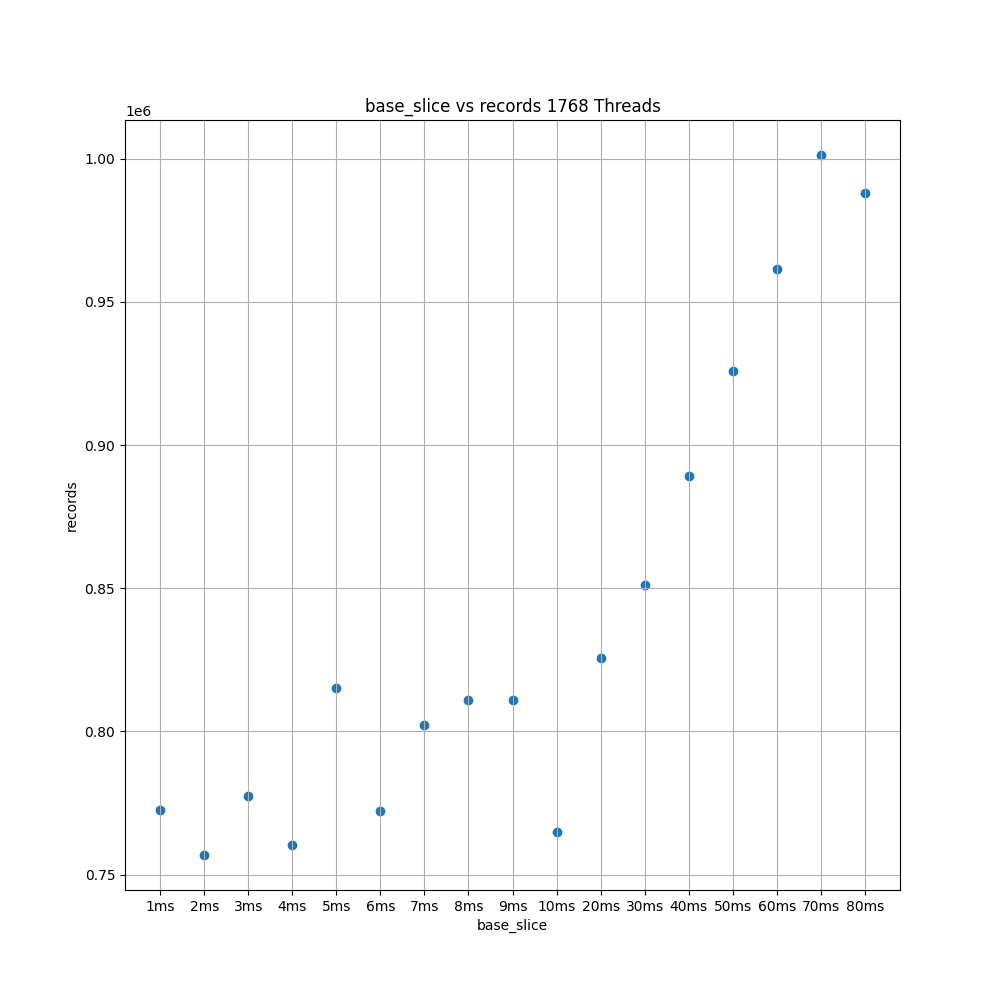 base_slice vs records 1768 Threads
1e6
1.00
0.95
0.90
0.85
0.80
0.75
records
1ms 2ms 3ms 4ms 5ms 6ms 7ms 8ms 9ms 10ms 20ms 30ms 40ms 50ms 60ms 70ms 80ms
base_slice